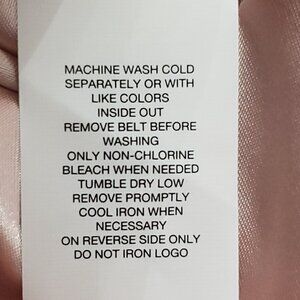 MACHINE WASH COLD
SEPARATELY OR WITH
LIKE COLORS
INSIDE OUT
REMOVE BELT BEFORE
WASHING
ONLY NON-CHLORINE
BLEACH WHEN NEEDED
TUMBLE DRY LOW
REMOVE PROMPTLY
COOL IRON WHEN
NECESSARY
ON REVERSE SIDE ONLY
DO NOT IRON LOGO